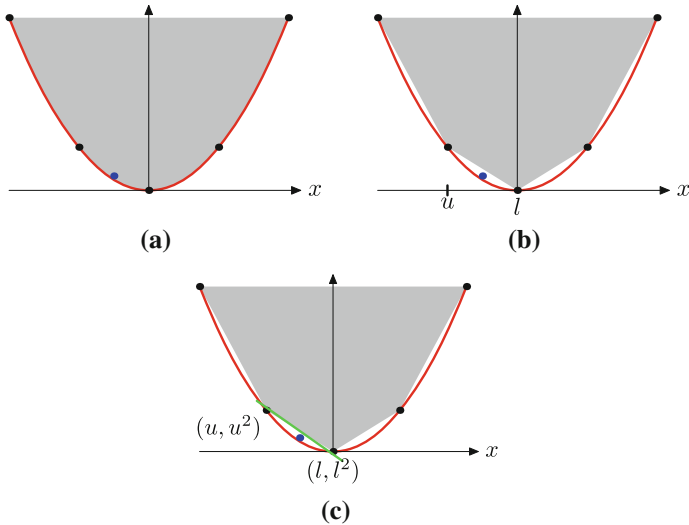 x
x
(a)
u
l
(b)
(u, u²)
x
(l, l²)
(c)